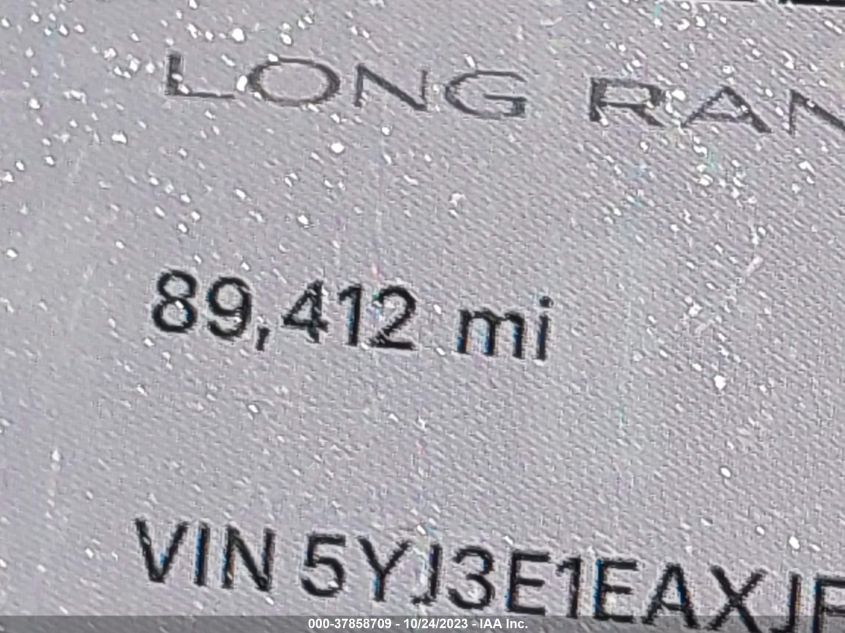 LONG RAN
89,412 mi
VIN 5YJ3E1EAXJF
000-37858709 - 10/24/2023 - IAA Inc.